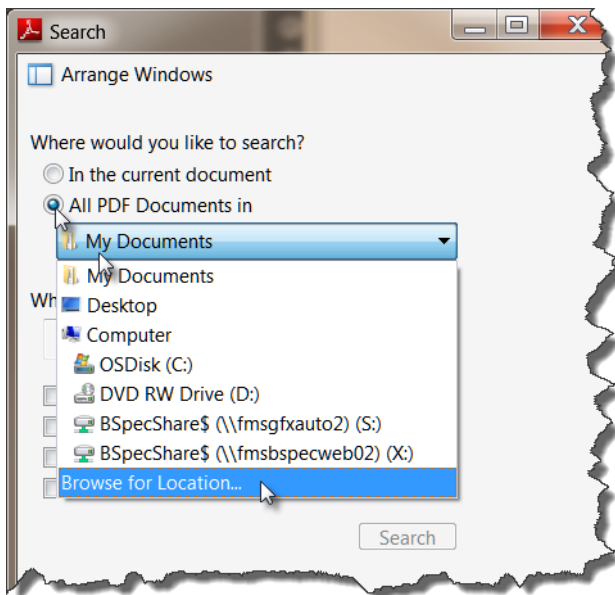 Search
Arrange Windows
Where would you like to search?
In the current document
All PDF Documents in
My Documents
My Documents
Wh
Desktop
Computer
OSDisk (C:)
DVD RW Drive (D:)
BSpecShare$ (\\fmsgfxauto2) (S:)
BSpecShare$ (\\fmsbspecweb02) (X:)
Browse for Location...
Search